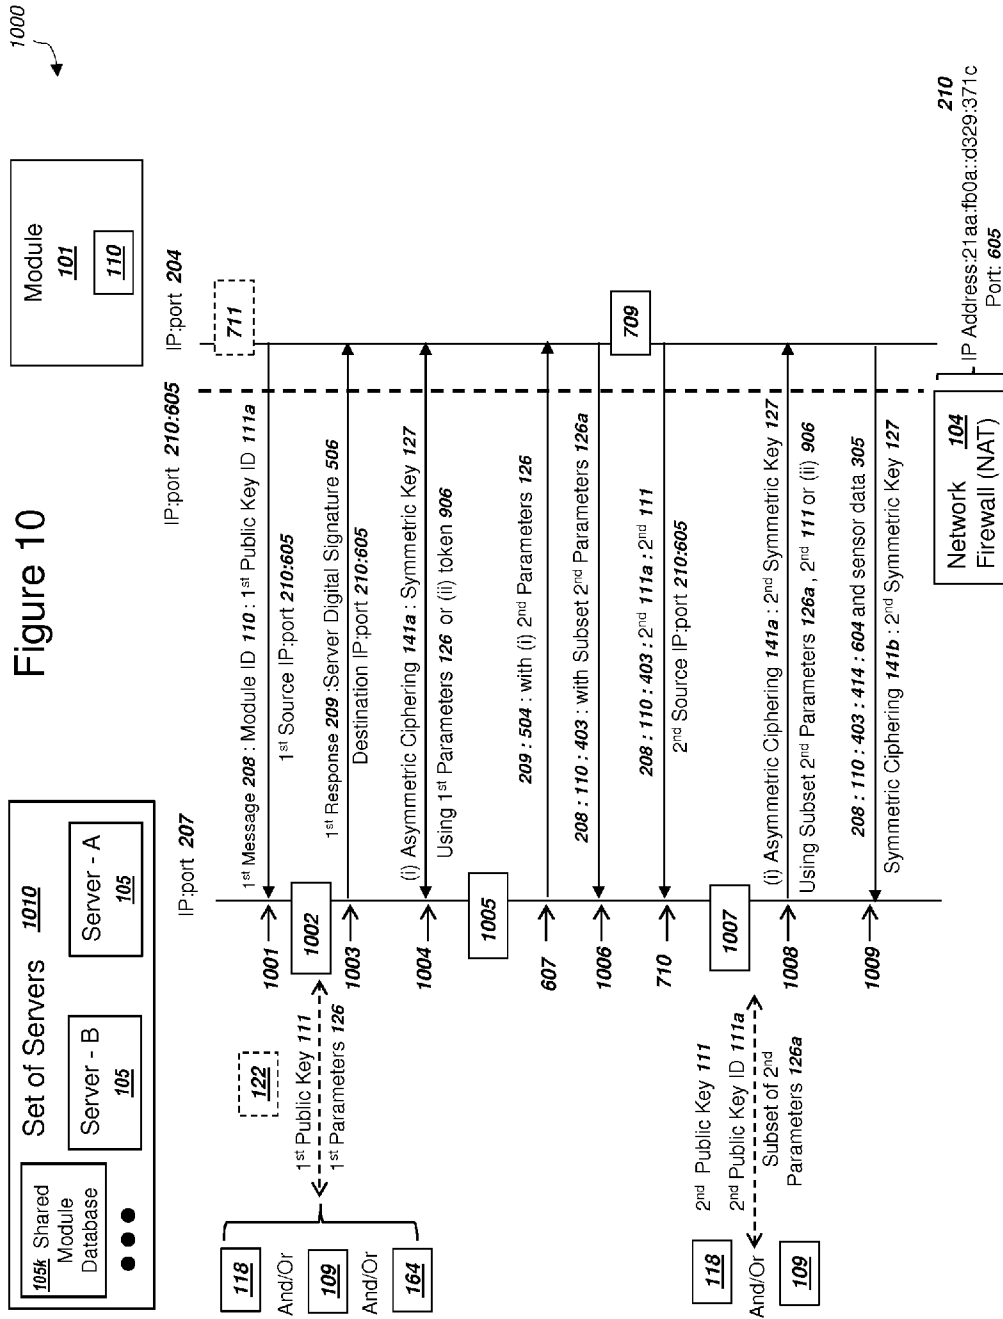 Figure 10
1000
Set of Servers 1010
105k Shared
Module
Database
Server - B
105
Server - A
105
Module
101
110
IP:port 207
IP:port 210:605
IP:port 204
711
1001
1st Message 208 : Module ID 110 : 1st Public Key ID 111a
1st Source IP:port 210:605
122
1002
118
And/Or
109
And/Or
164
1st Public Key 111
1st Parameters 126
1003
1st Response 209 :Server Digital Signature 506
Destination IP:port 210:605
1004
(i) Asymmetric Ciphering 141a : Symmetric Key 127
Using 1st Parameters 126 or (ii) token 906
1005
607
209 : 504 : with (i) 2nd Parameters 126
1006
208 : 110 : 403 : with Subset 2nd Parameters 126a
709
710
208 : 110 : 403 : 2nd 111a : 2nd 111
2nd Source IP:port 210:605
1007
118
And/Or
109
2nd Public Key 111
2nd Public Key ID 111a
Subset of 2nd
Parameters 126a
1008
(i) Asymmetric Ciphering 141a : 2nd Symmetric Key 127
Using Subset 2nd Parameters 126a , 2nd 111 or (ii) 906
1009
208 : 110 : 403 : 414 : 604 and sensor data 305
Symmetric Ciphering 141b : 2nd Symmetric Key 127
Network 104
Firewall (NAT)
210
IP Address:21aa:fb0a::d329:371c
Port: 605